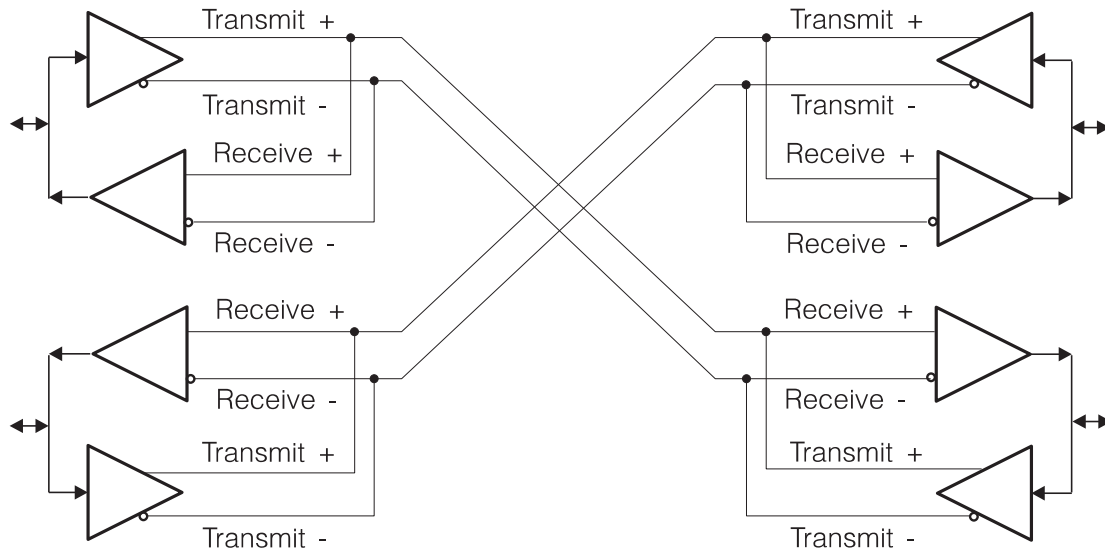 Transmit +
Transmit -
Receive +
Receive -
Receive +
Receive -
Transmit +
Transmit -
Transmit +
Transmit -
Receive +
Receive -
Receive +
Receive -
Transmit +
Transmit -